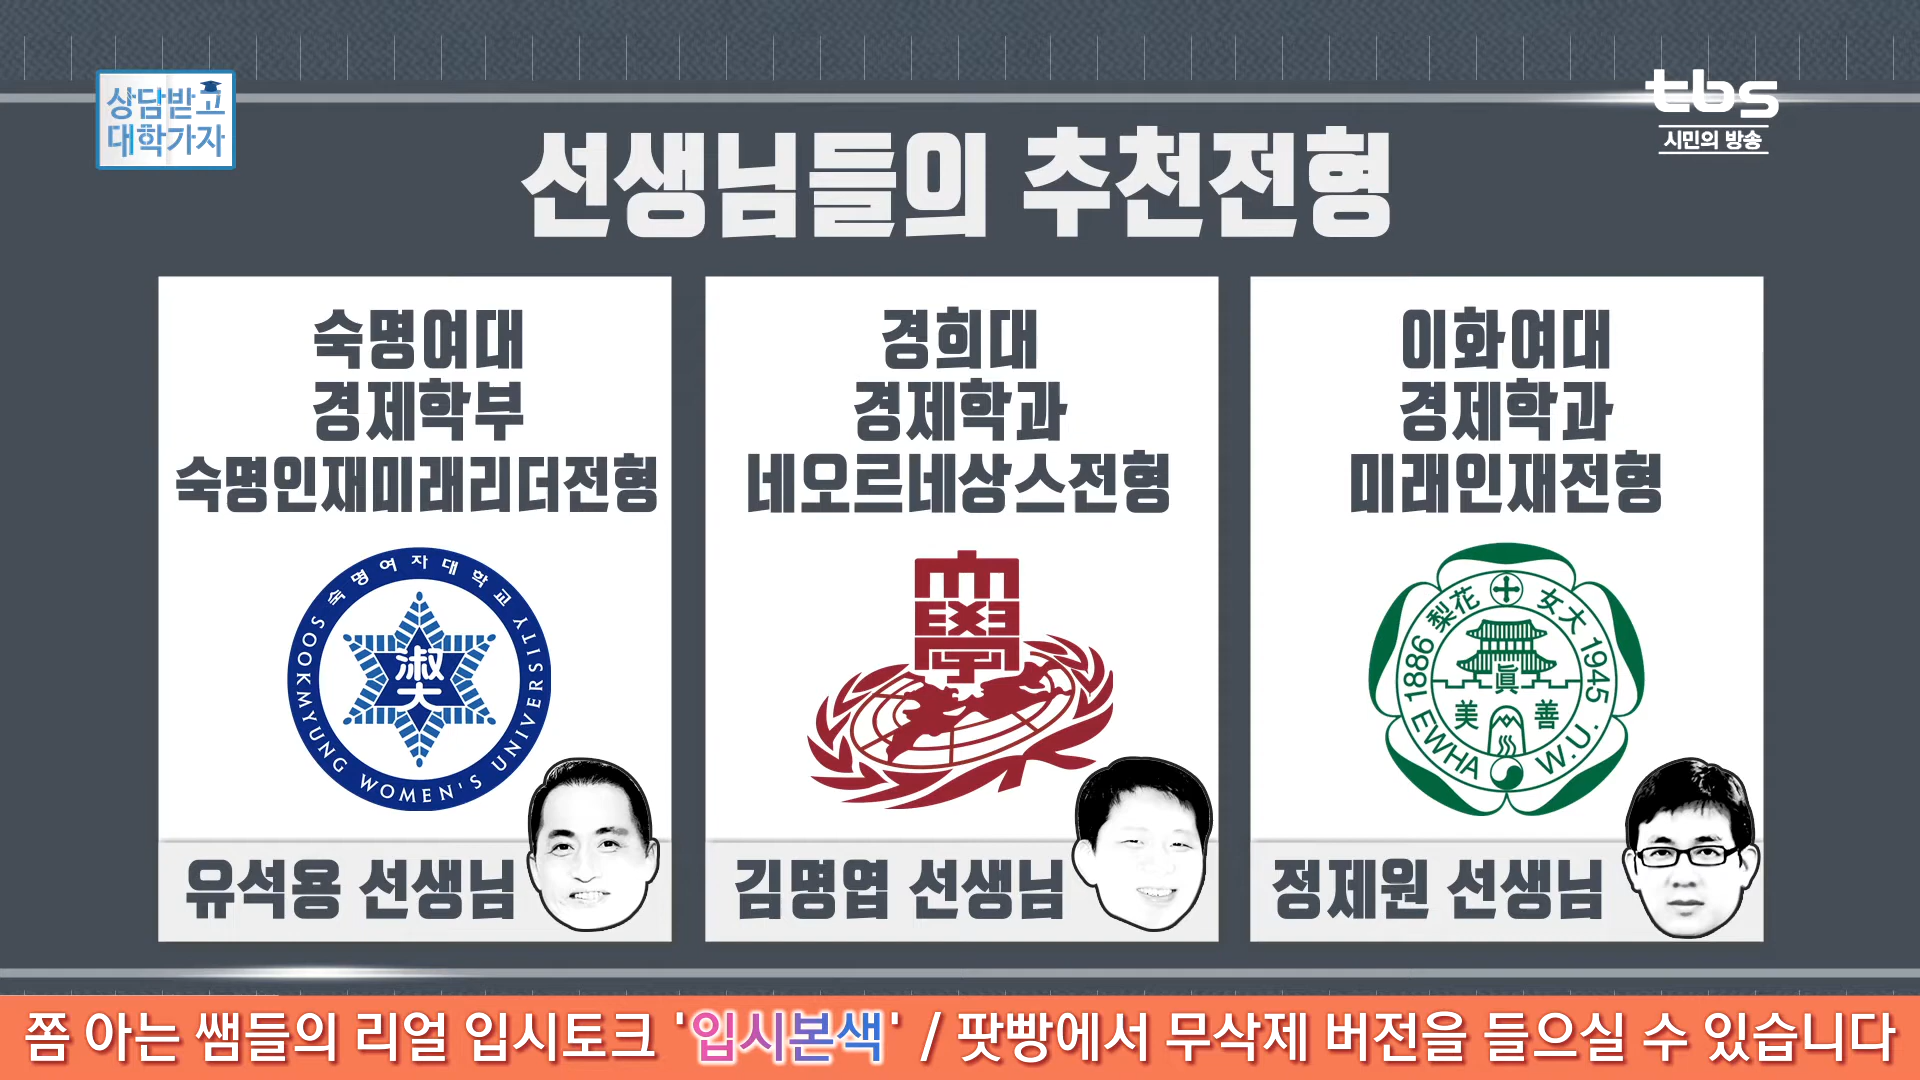 상담받고
대학가자
tbs
시민의 방송
선생님들의 추천전형
숙명여대
경제학부
숙명인재미래리더전형
숙명여자대학교
SOOKMYUNG WOMEN'S UNIVERSITY
淑大
유석용 선생님
경희대
경제학과
네오르네상스전형
大學
김명엽 선생님
이화여대
경제학과
미래인재전형
梨花女大
1886 EWHA W.U. 1945
眞
美 善
정제원 선생님
쫌 아는 쌤들의 리얼 입시토크 '입시본색' / 팟빵에서 무삭제 버전을 들으실 수 있습니다